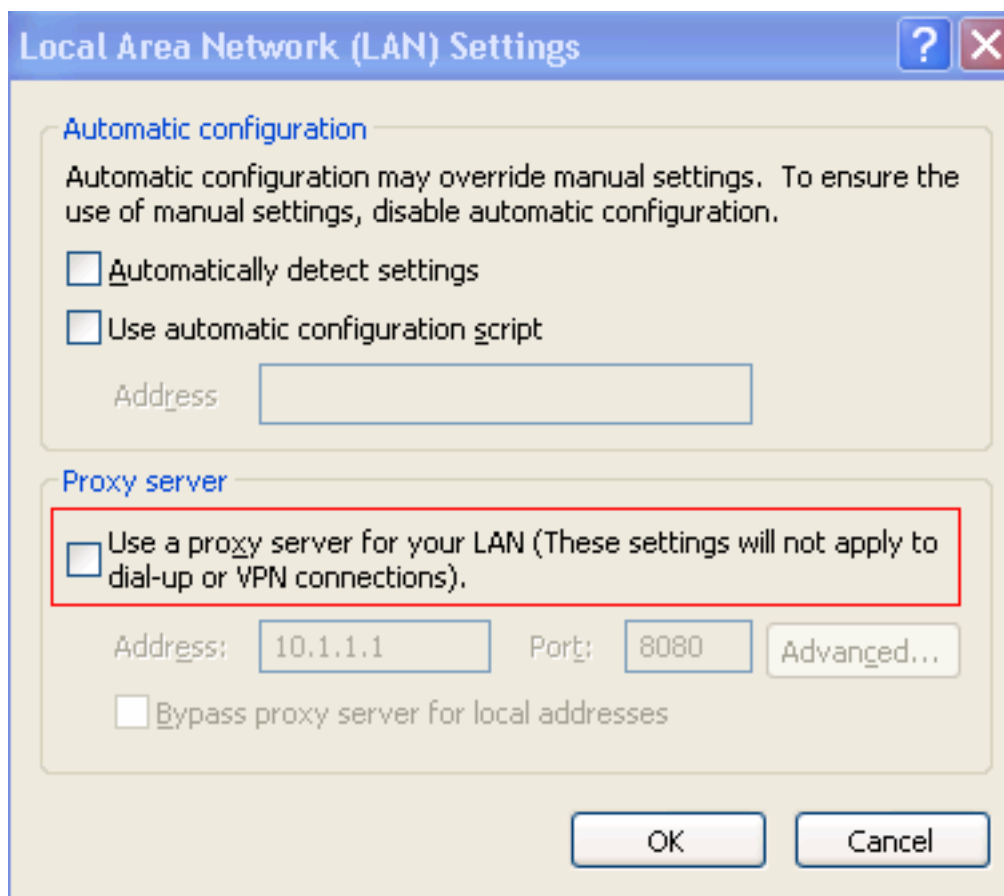 Local Area Network (LAN) Settings
?
Automatic configuration
Automatic configuration may override manual settings. To ensure the
use of manual settings, disable automatic configuration.
Automatically detect settings
Use automatic configuration script
Address
Proxy server
Use a proxy server for your LAN (These settings will not apply to
dial-up or VPN connections).
Address: 10.1.1.1 Port: 8080 Advanced...
Bypass proxy server for local addresses
OK Cancel